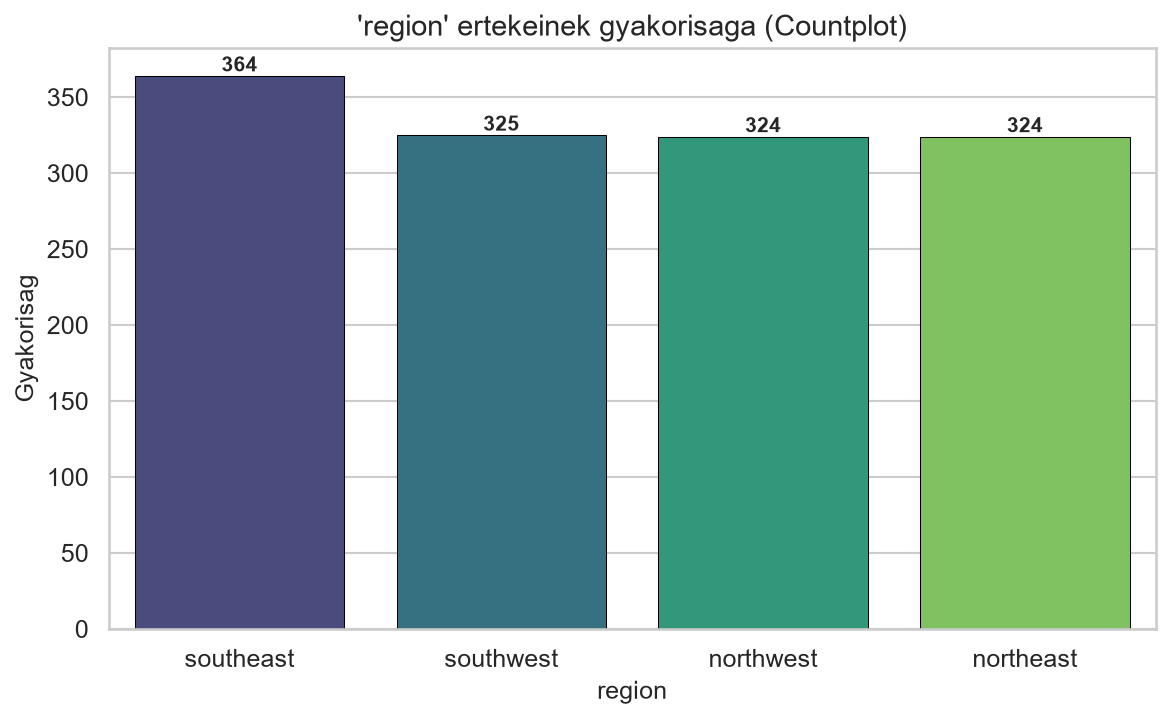 'region' ertekeinek gyakorisaga (Countplot)
364
325
324
324
350
300
250
200
150
100
50
0
Gyakorisag
southeast
southwest
northwest
northeast
region